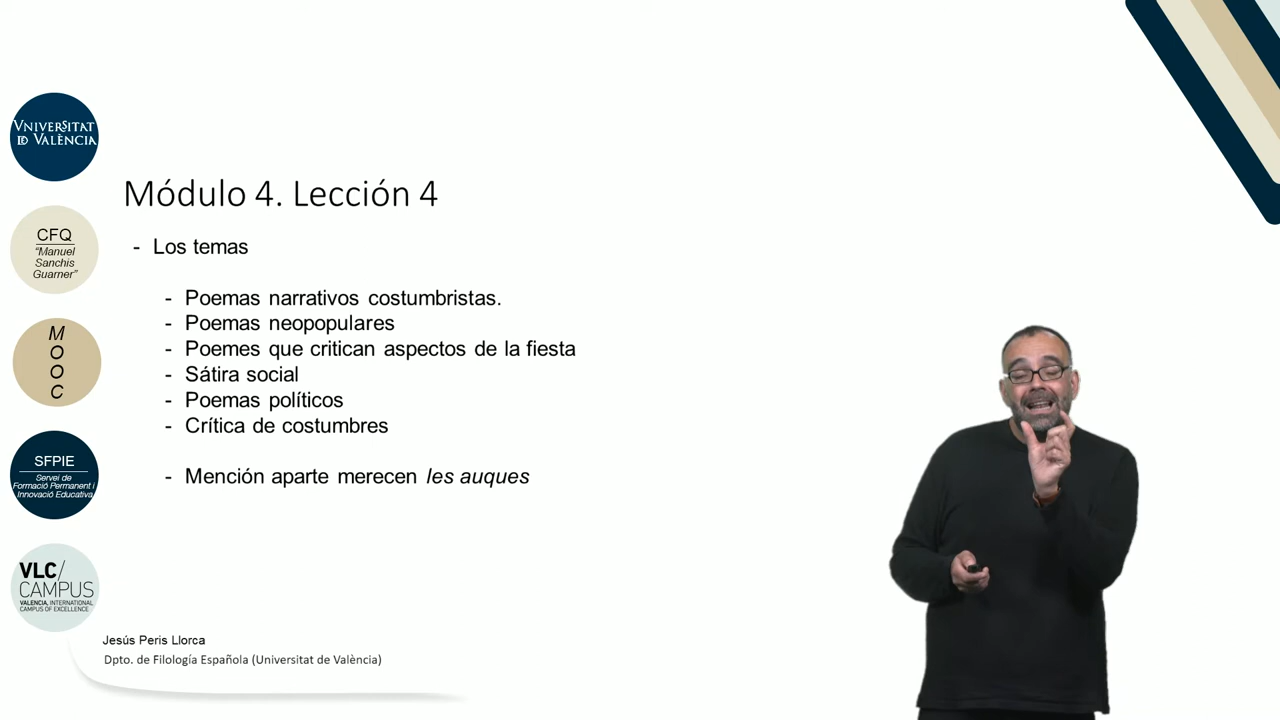 VNIVERSITAT
ID VALÈNCIA
CFQ
“Manuel
Sanchis
Guarner”
M
O
O
C
SFPIE
Servei de
Formació Permanent i
Innovació Educativa
VLC/
CAMPUS
VALENCIA, INTERNATIONAL
CAMPUS OF EXCELLENCE
Módulo 4. Lección 4
- Los temas
- Poemas narrativos costumbristas.
- Poemas neopopulares
- Poemes que critican aspectos de la fiesta
- Sátira social
- Poemas políticos
- Crítica de costumbres
- Mención aparte merecen les auques
Jesús Peris Llorca
Dpto. de Filología Española (Universitat de València)